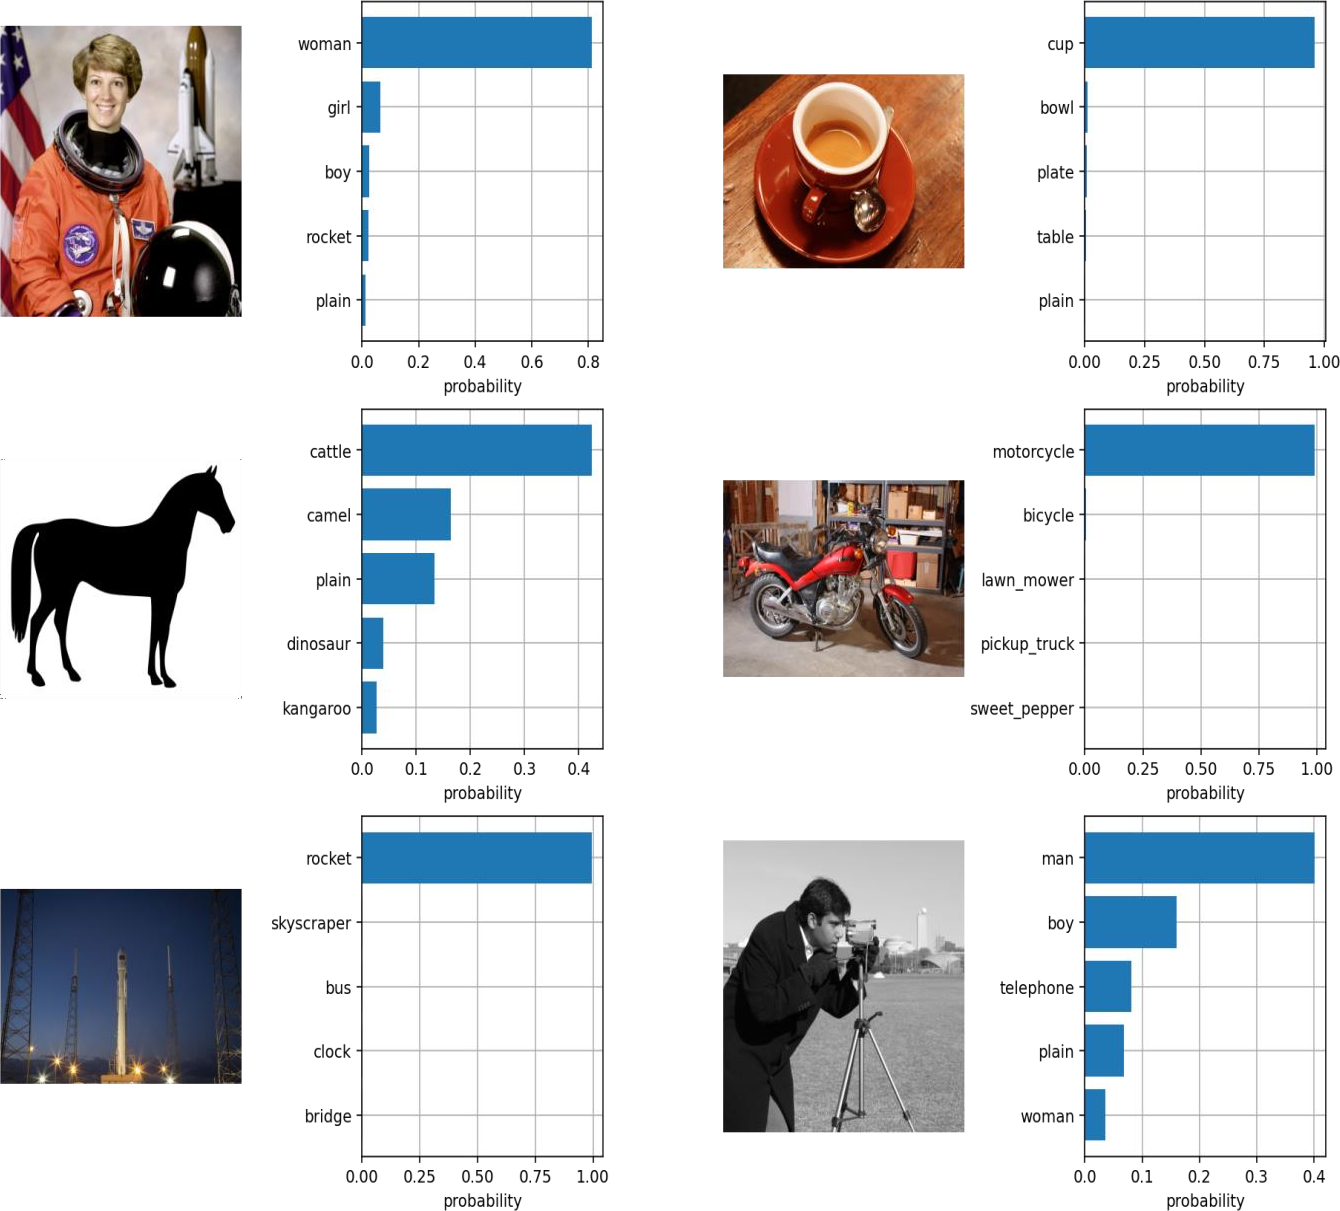 woman
girl
boy
rocket
plain
0.0 0.2 0.4 0.6 0.8
probability
cup
bowl
plate
table
plain
0.00 0.25 0.50 0.75 1.00
probability
cattle
camel
plain
dinosaur
kangaroo
0.0 0.1 0.2 0.3 0.4
probability
motorcycle
bicycle
lawn_mower
pickup_truck
sweet_pepper
0.00 0.25 0.50 0.75 1.00
probability
rocket
skyscraper
bus
clock
bridge
0.00 0.25 0.50 0.75 1.00
probability
man
boy
telephone
plain
woman
0.0 0.1 0.2 0.3 0.4
probability